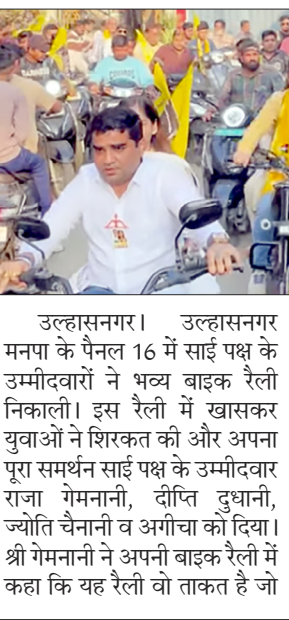 उल्हासनगर। उल्हासनगर
मनपा के पैनल 16 में साई पक्ष के
उम्मीदवारों ने भव्य बाइक रैली
निकाली। इस रैली में खासकर
युवाओं ने शिरकत की और अपना
पूरा समर्थन साई पक्ष के उम्मीदवार
राजा गेमनानी, दीप्ति दुधानी,
ज्योति चैनानी व अगीचा को दिया।
श्री गेमनानी ने अपनी बाइक रैली में
कहा कि यह रैली वो ताकत है जो